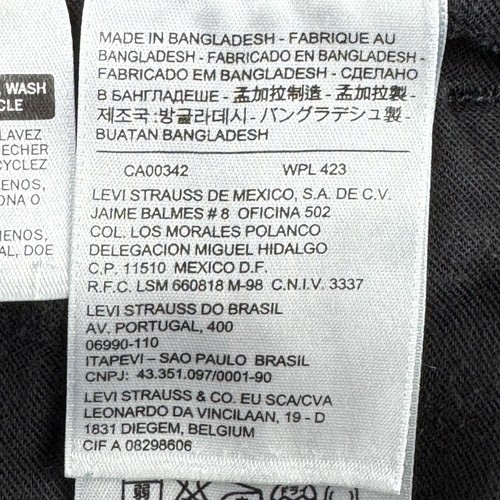 WASH
CLE
LAVEZ
ECHER
CYCLEZ
ENOS,
ONA O
MENOS,
AL, DOE
MADE IN BANGLADESH - FABRIQUE AU
BANGLADESH - FABRICADO EN BANGLADESH -
FABRICADO EM BANGLADESH - СДЕЛАНО
В БАНГЛАДЕШЕ - 孟加拉制造 - 孟加拉製 -
제조국:방글라데시 - バングラデシュ製 -
BUATAN BANGLADESH
CA00342 WPL 423
LEVI STRAUSS DE MEXICO, S.A. DE C.V.
JAIME BALMES # 8 OFICINA 502
COL. LOS MORALES POLANCO
DELEGACION MIGUEL HIDALGO
C.P. 11510 MEXICO D.F.
R.F.C. LSM 660818 M-98 C.N.I.V. 3337
LEVI STRAUSS DO BRASIL
AV. PORTUGAL, 400
06990-110
ITAPEVI – SAO PAULO BRASIL
CNPJ: 43.351.097/0001-90
LEVI STRAUSS & CO. EU SCA/CVA
LEONARDO DA VINCILAAN, 19 - D
1831 DIEGEM, BELGIUM
CIF A 08298606
弱